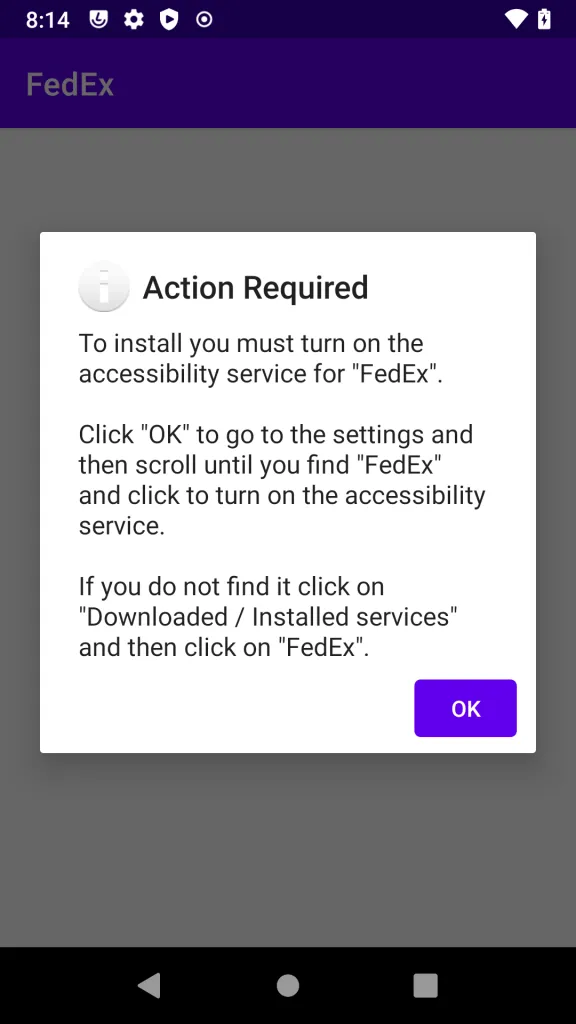 8:14
FedEx
Action Required
To install you must turn on the
accessibility service for "FedEx".
Click "OK" to go to the settings and
then scroll until you find "FedEx"
and click to turn on the accessibility
service.
If you do not find it click on
"Downloaded / Installed services"
and then click on "FedEx".
OK